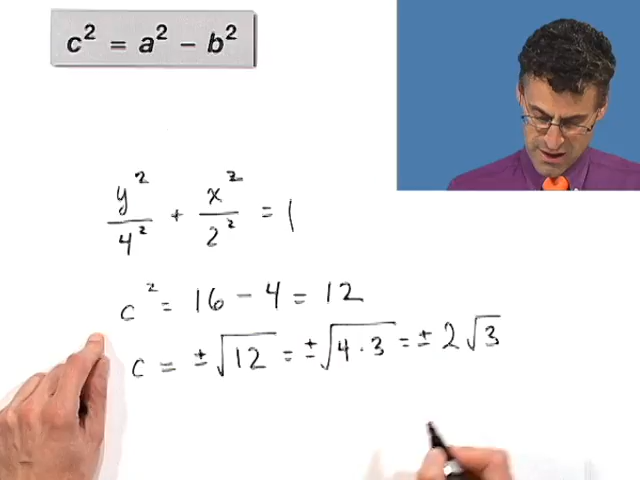 c² = a² − b²
y²/4² + x²/2² = 1
c² = 16 − 4 = 12
c = ±√12 = ±√4·3 = ±2√3